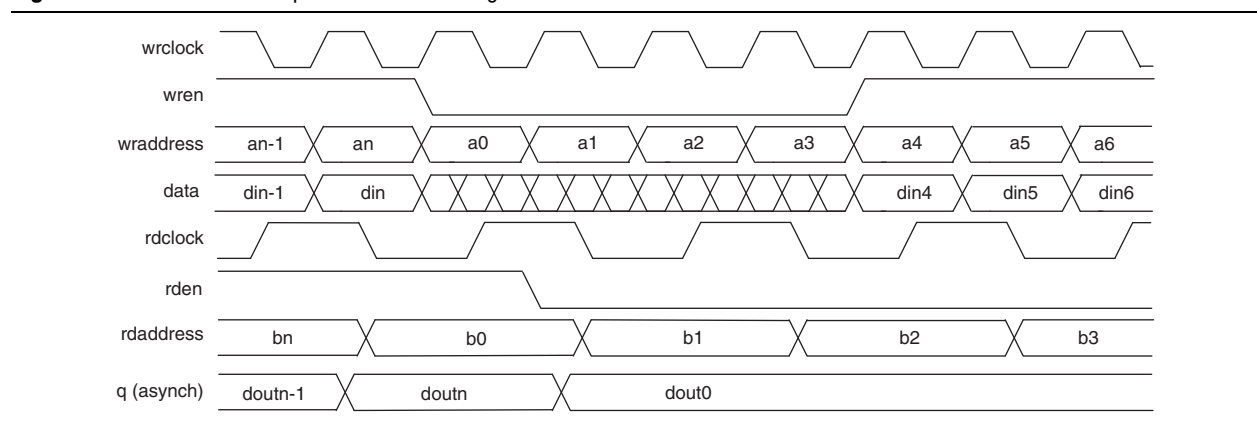 wrclock
wren
wraddress an-1 an a0 a1 a2 a3 a4 a5 a6
data din-1 din din4 din5 din6
rdclock
rden
rdaddress bn b0 b1 b2 b3
q (asynch) doutn-1 doutn dout0